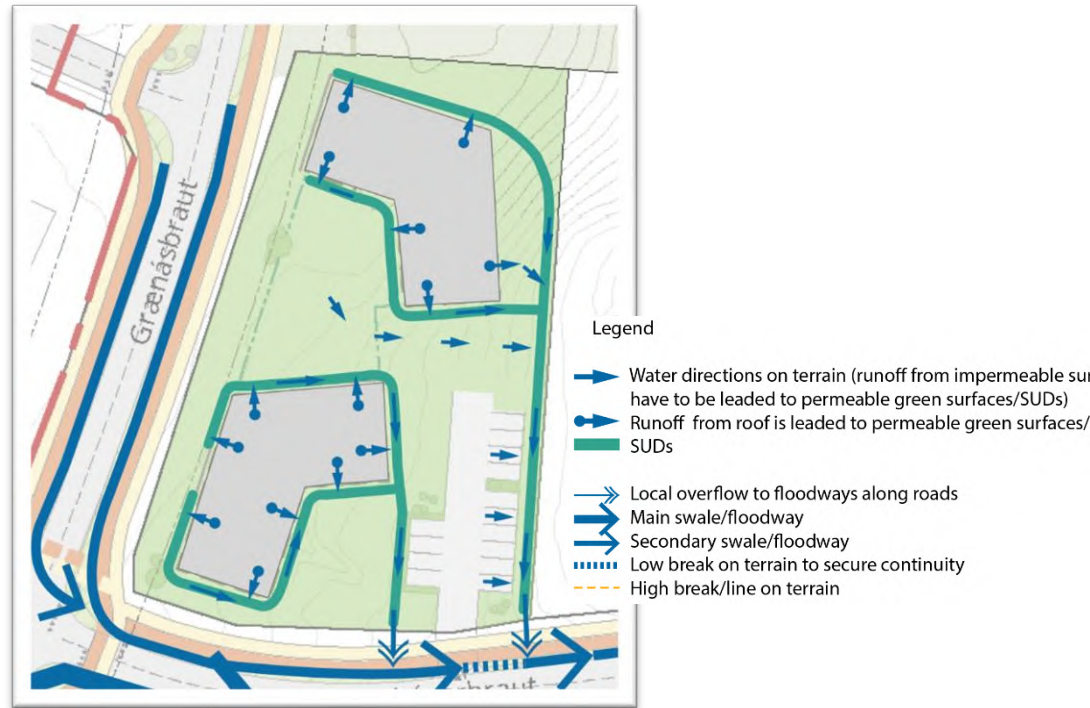 Grænásbraut
Legend
Water directions on terrain (runoff from impermeable sur
have to be leaded to permeable green surfaces/SUDs)
Runoff from roof is leaded to permeable green surfaces/
SUDs
Local overflow to floodways along roads
Main swale/floodway
Secondary swale/floodway
Low break on terrain to secure continuity
High break/line on terrain